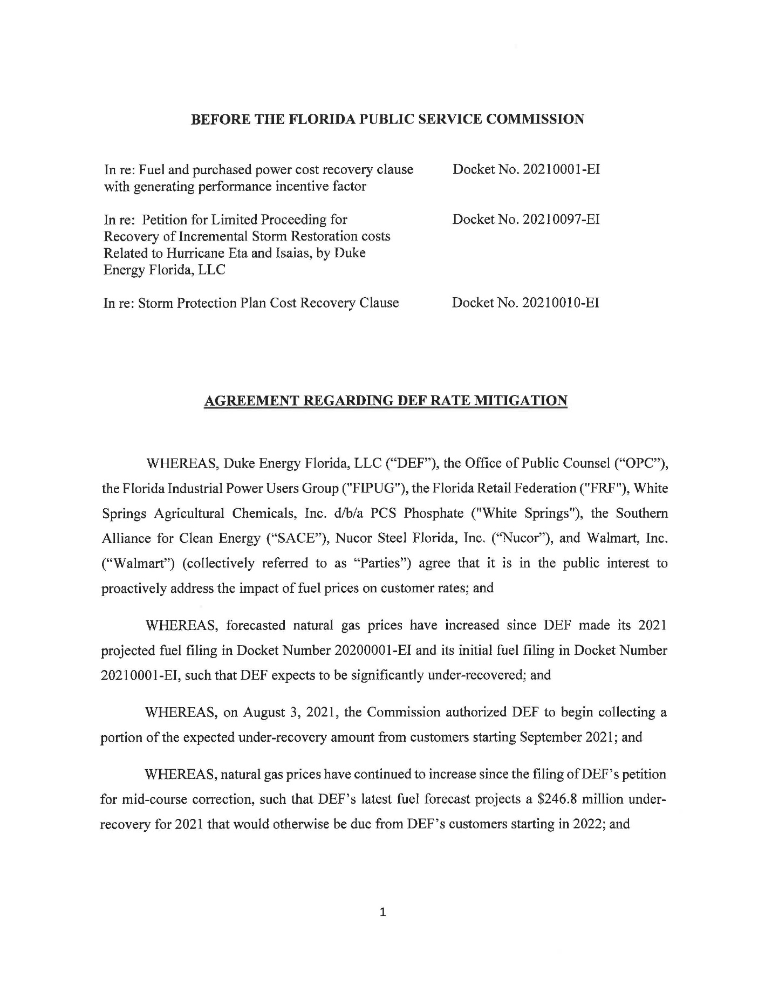 BEFORE THE FLORIDA PUBLIC SERVICE COMMISSION
In re: Fuel and purchased power cost recovery clause Docket No. 20210001-EI
with generating performance incentive factor
In re:  Petition for Limited Proceeding for Docket No. 20210097-EI
Recovery of Incremental Storm Restoration costs
Related to Hurricane Eta and Isaias, by Duke
Energy Florida, LLC
In re: Storm Protection Plan Cost Recovery Clause Docket No. 20210010-EI
AGREEMENT REGARDING DEF RATE MITIGATION
WHEREAS, Duke Energy Florida, LLC (“DEF”), the Office of Public Counsel (“OPC”),
the Florida Industrial Power Users Group ("FIPUG"), the Florida Retail Federation ("FRF"), White
Springs Agricultural Chemicals, Inc. d/b/a PCS Phosphate ("White Springs"), the Southern
Alliance for Clean Energy (“SACE”), Nucor Steel Florida, Inc. (“Nucor”), and Walmart, Inc.
(“Walmart”) (collectively referred to as “Parties”) agree that it is in the public interest to
proactively address the impact of fuel prices on customer rates; and
WHEREAS, forecasted natural gas prices have increased since DEF made its 2021
projected fuel filing in Docket Number 20200001-EI and its initial fuel filing in Docket Number
20210001-EI, such that DEF expects to be significantly under-recovered; and
WHEREAS, on August 3, 2021, the Commission authorized DEF to begin collecting a
portion of the expected under-recovery amount from customers starting September 2021; and
WHEREAS, natural gas prices have continued to increase since the filing of DEF’s petition
for mid-course correction, such that DEF’s latest fuel forecast projects a $246.8 million under-
recovery for 2021 that would otherwise be due from DEF’s customers starting in 2022; and
1